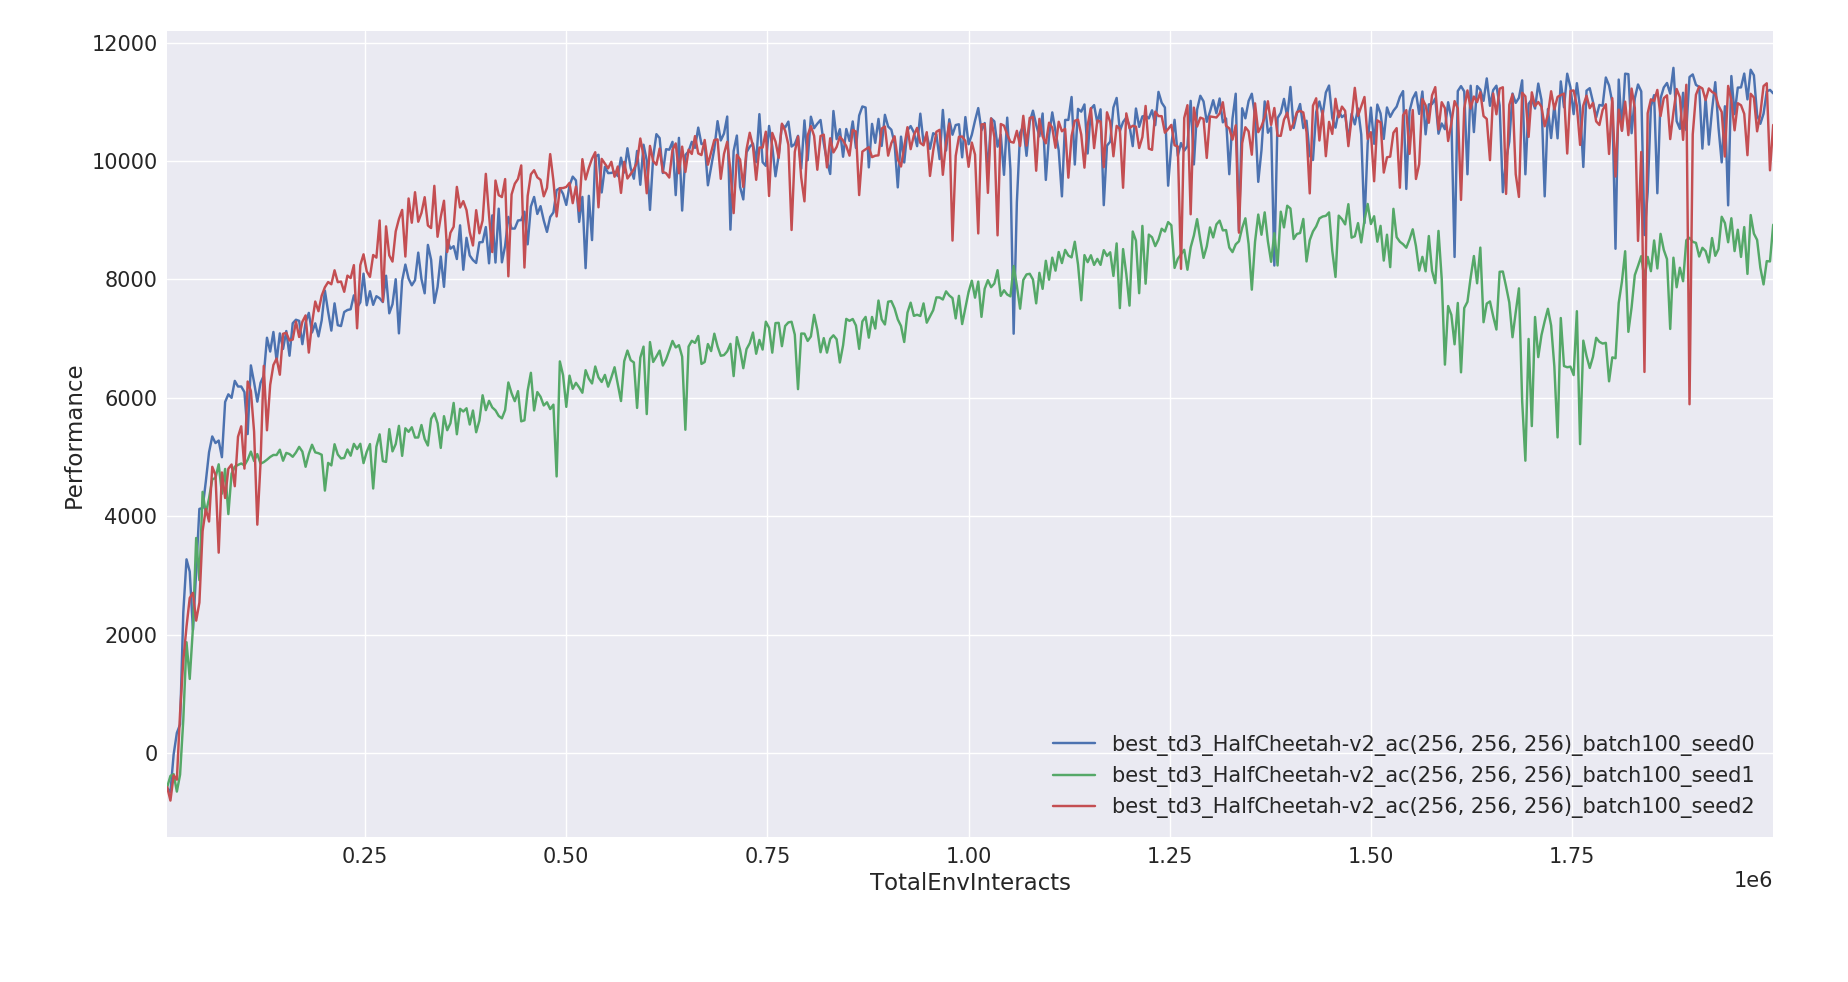 12000
10000
8000
6000
4000
2000
0
Performance
best_td3_HalfCheetah-v2_ac(256, 256, 256)_batch100_seed0
best_td3_HalfCheetah-v2_ac(256, 256, 256)_batch100_seed1
best_td3_HalfCheetah-v2_ac(256, 256, 256)_batch100_seed2
0.25 0.50 0.75 1.00 1.25 1.50 1.75
TotalEnvInteracts
1e6